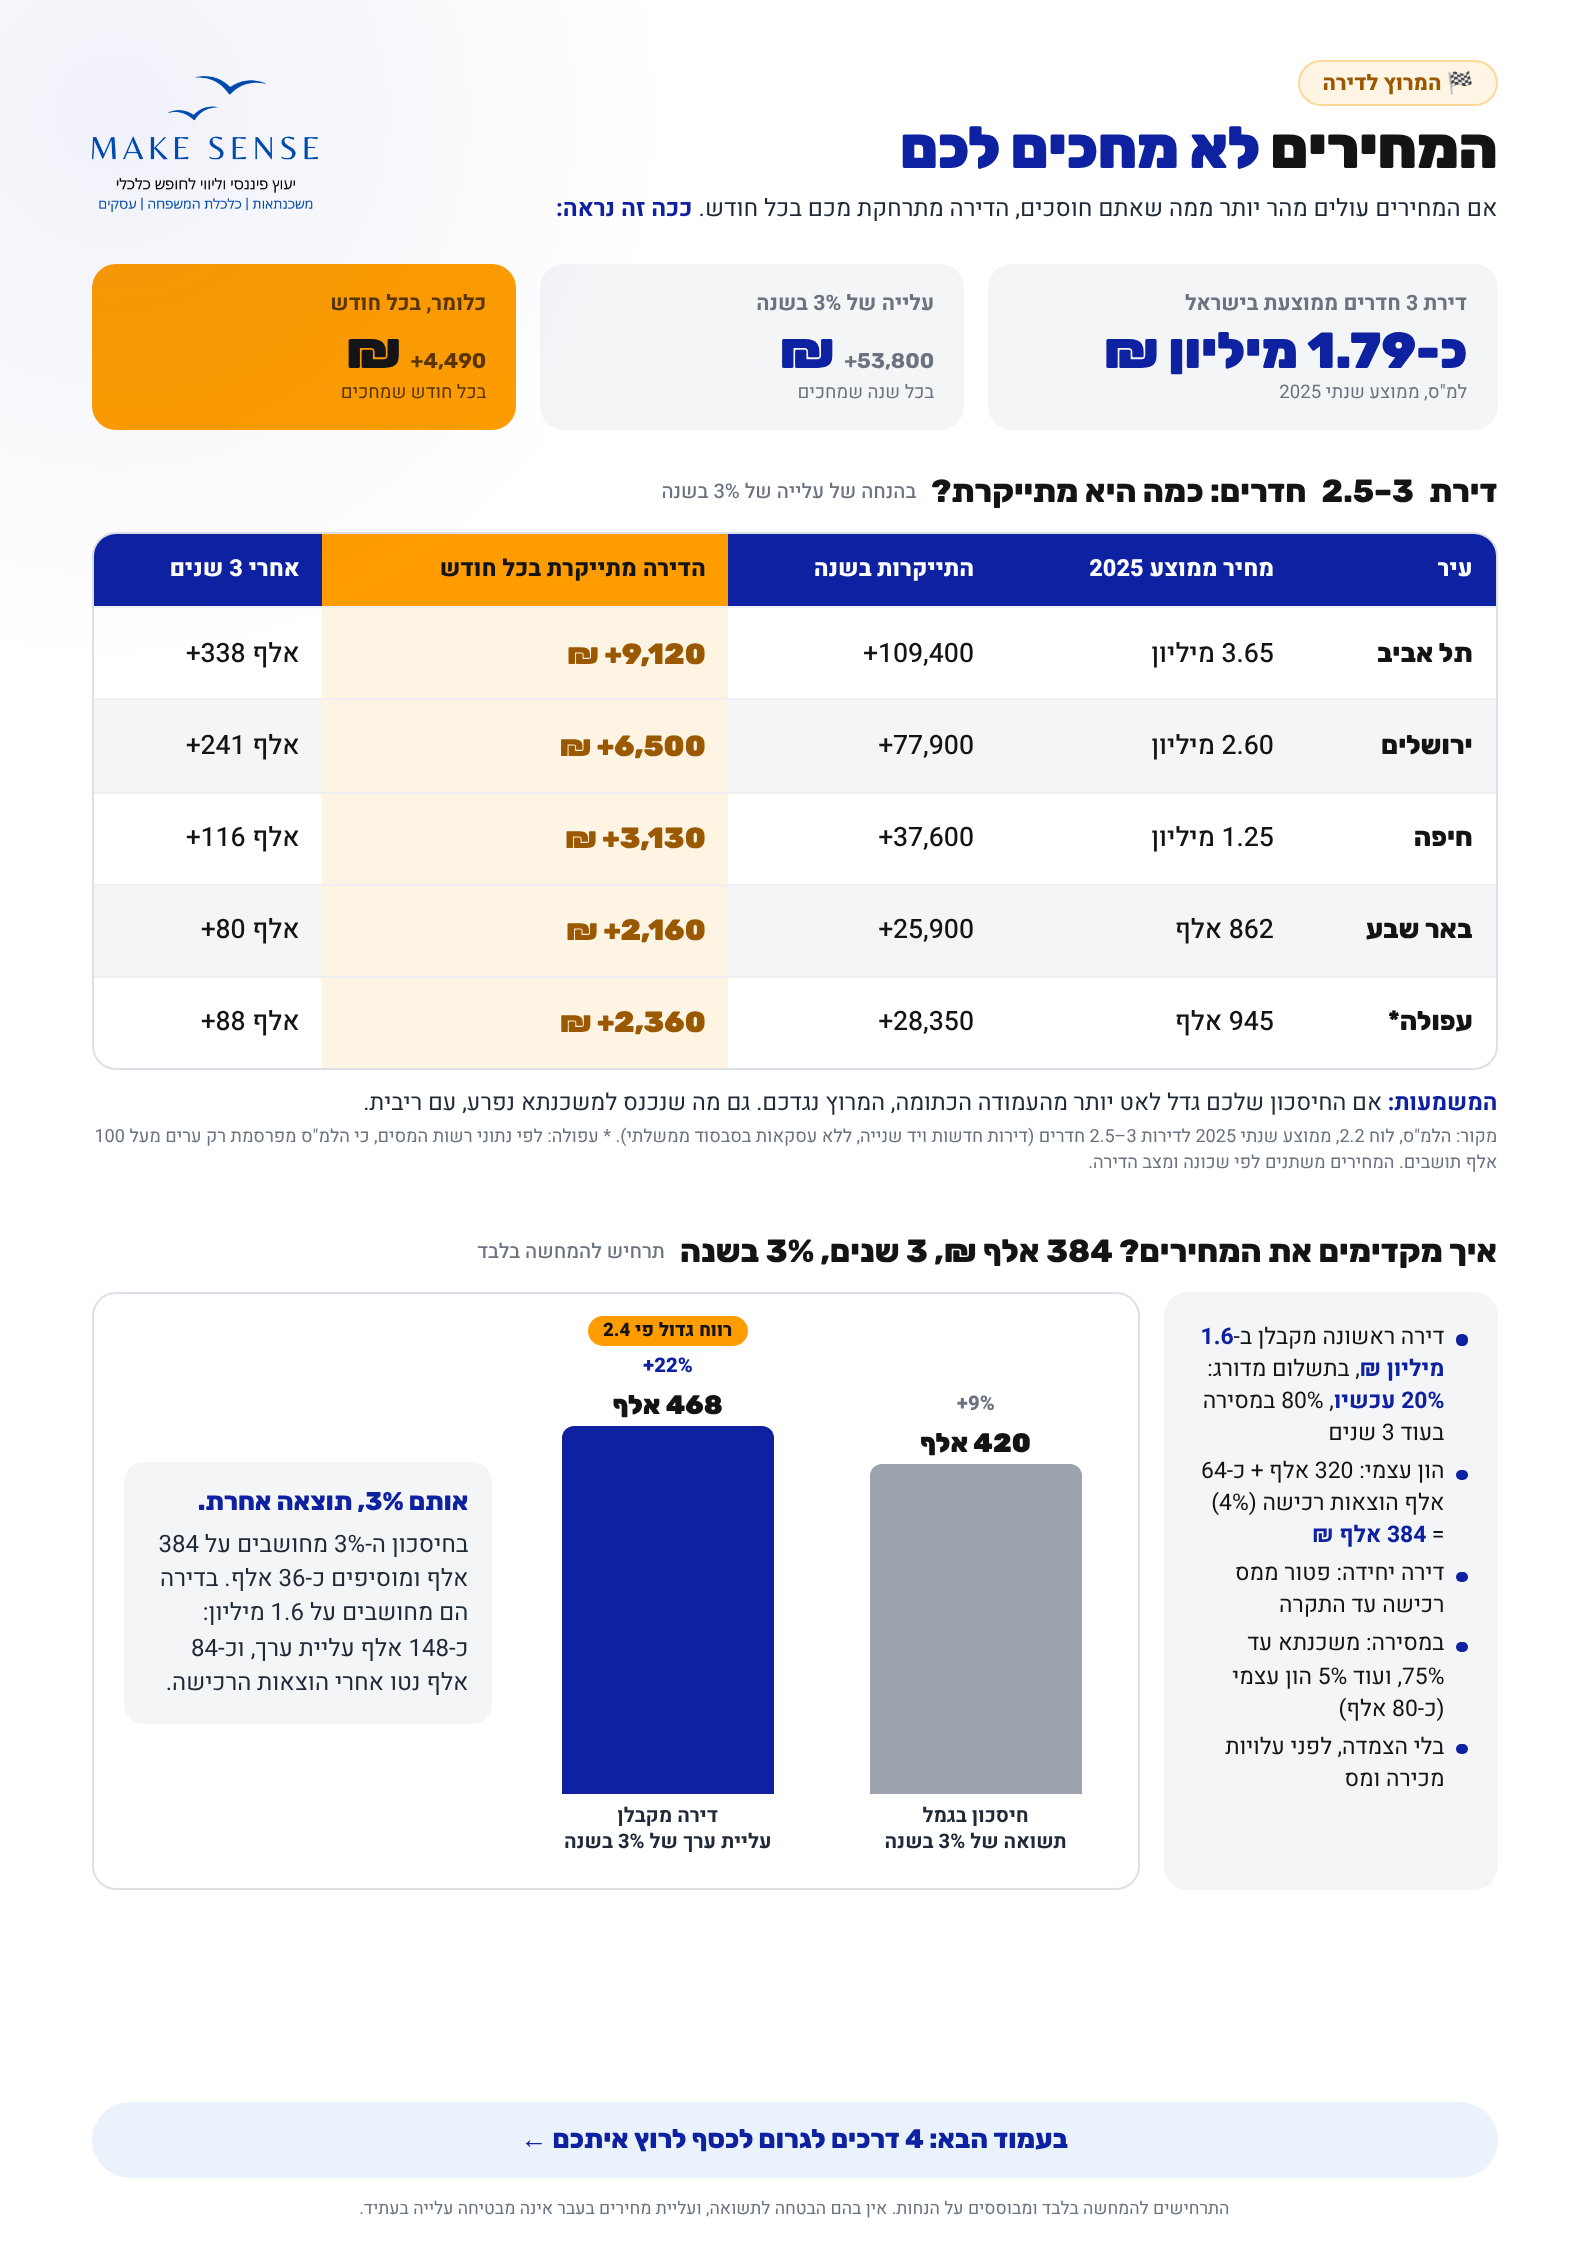 🏁 המרוץ לדירה
המחירים לא מחכים לכם
אם המחירים עולים מהר יותר ממה שאתם חוסכים, הדירה מתרחקת מכם בכל חודש. ככה זה נראה:
MAKE SENSE
יעוץ פיננסי וליווי לחופש כלכלי
משכנתאות | כלכלת המשפחה | עסקים
דירת 3 חדרים ממוצעת בישראל
כ-1.79 מיליון ₪
למ"ס, ממוצע שנתי 2025
עלייה של 3% בשנה
+53,800 ₪
בכל שנה שמחכים
כלומר, בכל חודש
+4,490 ₪
בכל חודש שמחכים
דירת 2.5–3 חדרים: כמה היא מתייקרת? בהנחה של עלייה של 3% בשנה
עיר מחיר ממוצע 2025 התייקרות בשנה הדירה מתייקרת בכל חודש אחרי 3 שנים
תל אביב 3.65 מיליון +109,400 +9,120 ₪ +338 אלף
ירושלים 2.60 מיליון +77,900 +6,500 ₪ +241 אלף
חיפה 1.25 מיליון +37,600 +3,130 ₪ +116 אלף
באר שבע 862 אלף +25,900 +2,160 ₪ +80 אלף
עפולה* 945 אלף +28,350 +2,360 ₪ +88 אלף
המשמעות: אם החיסכון שלכם גדל לאט יותר מהעמודה הכתומה, המרוץ נגדכם. גם מה שנכנס למשכנתא נפרע, עם ריבית.
מקור: הלמ"ס, לוח 2.2, ממוצע שנתי 2025 לדירות 2.5–3 חדרים (דירות חדשות ויד שנייה, ללא עסקאות בסבסוד ממשלתי). * עפולה: לפי נתוני רשות המסים, כי הלמ"ס מפרסמת רק ערים מעל 100
אלף תושבים. המחירים משתנים לפי שכונה ומצב הדירה.
איך מקדימים את המחירים? 384 אלף ₪, 3 שנים, 3% בשנה תרחיש להמחשה בלבד
דירה ראשונה מקבלן ב-1.6
מיליון ₪, בתשלום מדורג:
20% עכשיו, 80% במסירה
בעוד 3 שנים
הון עצמי: 320 אלף + כ-64
אלף הוצאות רכישה (4%)
= 384 אלף ₪
דירה יחידה: פטור ממס
רכישה עד התקרה
במסירה: משכנתא עד
75%, ועוד 5% הון עצמי
(כ-80 אלף)
בלי הצמדה, לפני עלויות
מכירה ומס
+9%
420 אלף
חיסכון בגמל
תשואה של 3% בשנה
רווח גדול פי 2.4
+22%
468 אלף
דירה מקבלן
עליית ערך של 3% בשנה
אותם 3%, תוצאה אחרת.
בחיסכון ה-3% מחושבים על 384
אלף ומוסיפים כ-36 אלף. בדירה
הם מחושבים על 1.6 מיליון:
כ-148 אלף עליית ערך, וכ-84
אלף נטו אחרי הוצאות הרכישה.
בעמוד הבא: 4 דרכים לגרום לכסף לרוץ איתכם ←
התרחישים להמחשה בלבד ומבוססים על הנחות. אין בהם הבטחה לתשואה, ועליית מחירים בעבר אינה מבטיחה עלייה בעתיד.